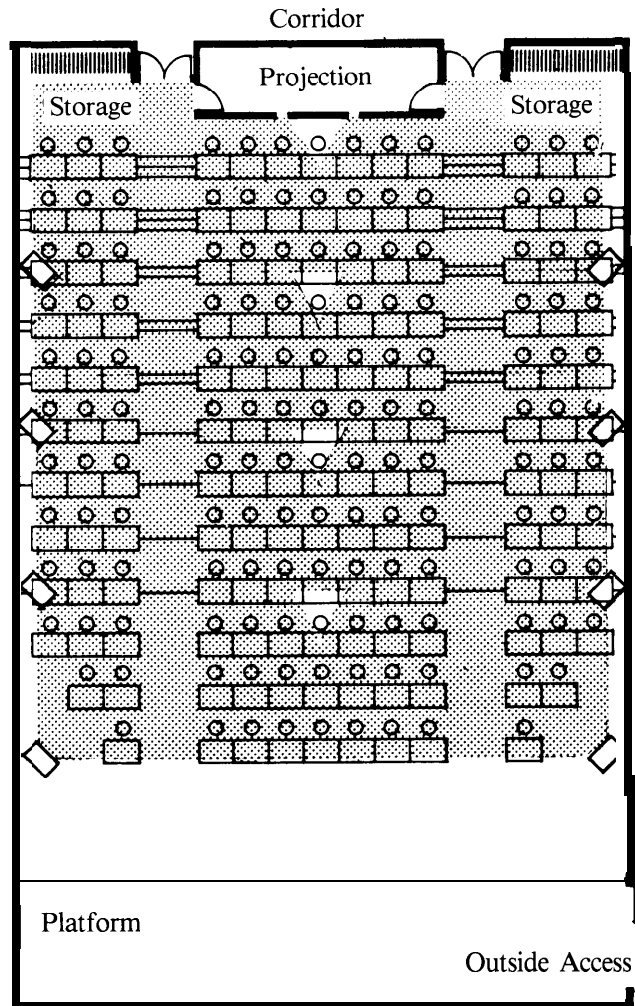 Corridor
Projection
Storage
Storage
Platform
Outside Access